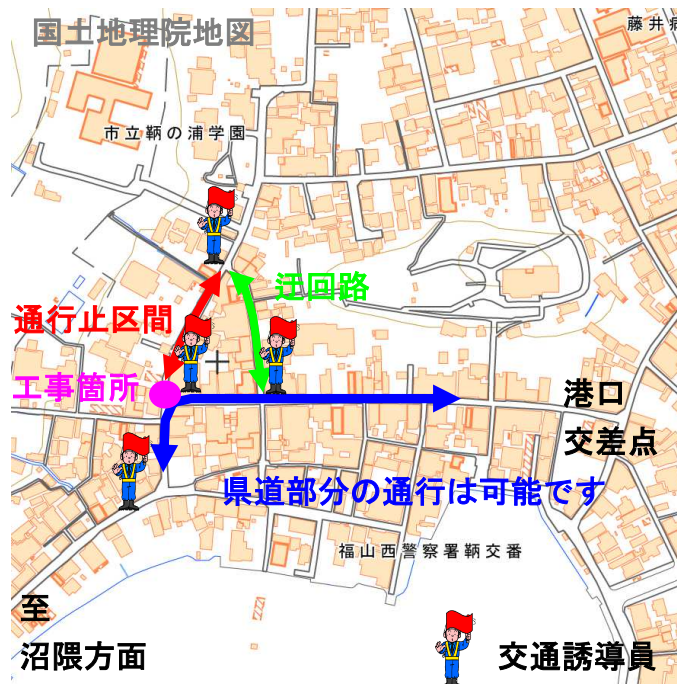 国土地理院地図
藤井病
市立鞆の浦学園
迂回路
通行止区間
工事箇所
港口
交差点
県道部分の通行は可能です
福山西警察署鞆交番
至
沼隈方面
交通誘導員